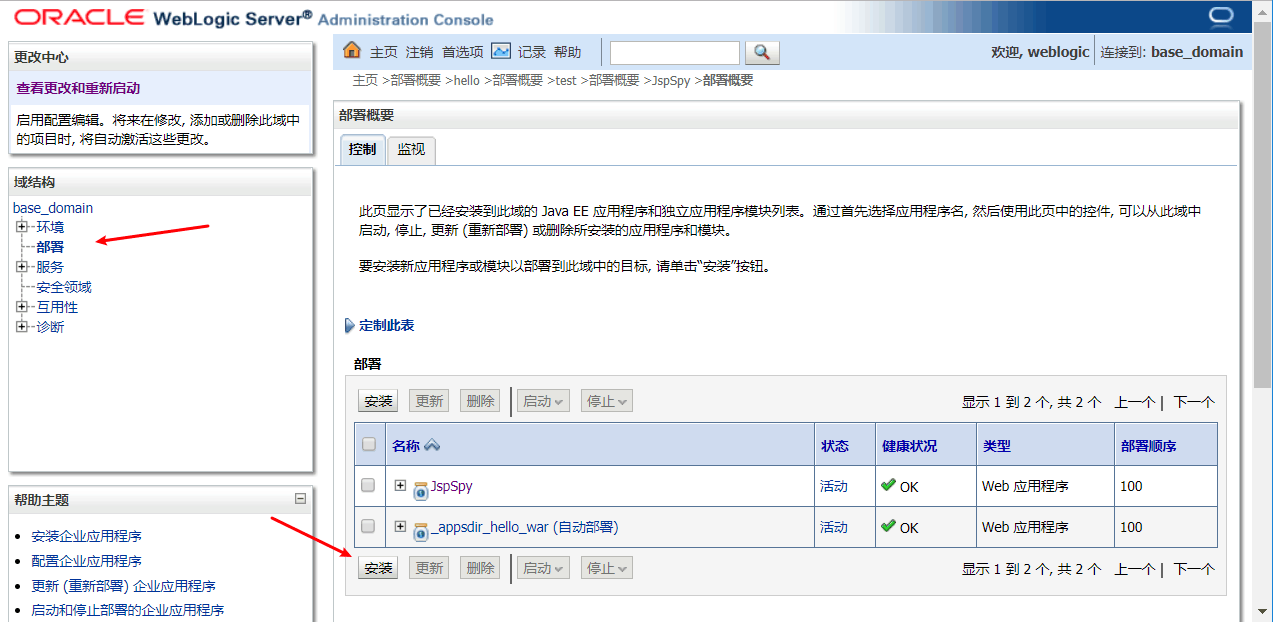 ORACLE WebLogic Server® Administration Console
更改中心
查看更改和重新启动
启用配置编辑。将来在修改, 添加或删除此域中
的项目时, 将自动激活这些更改。
域结构
base_domain
环境
部署
服务
安全领域
互用性
诊断
帮助主题
安装企业应用程序
配置企业应用程序
更新 (重新部署) 企业应用程序
启动和停止部署的企业应用程序
主页 注销 首选项 记录 帮助
欢迎, weblogic 连接到: base_domain
主页 >部署概要 >hello >部署概要 >test >部署概要 >JspSpy >部署概要
部署概要
控制 监视
此页显示了已经安装到此域的 Java EE 应用程序和独立应用程序模块列表。通过首先选择应用程序名, 然后使用此页中的控件, 可以从此域中
启动, 停止, 更新 (重新部署) 或删除所安装的应用程序和模块。
要安装新应用程序或模块以部署到此域中的目标, 请单击“安装”按钮。
定制此表
部署
安装 更新 删除 启动 停止 显示 1 到 2 个, 共 2 个 上一个 | 下一个
名称 状态 健康状况 类型 部署顺序
JspSpy 活动 OK Web 应用程序 100
_appsdir_hello_war (自动部署) 活动 OK Web 应用程序 100
安装 更新 删除 启动 停止 显示 1 到 2 个, 共 2 个 上一个 | 下一个